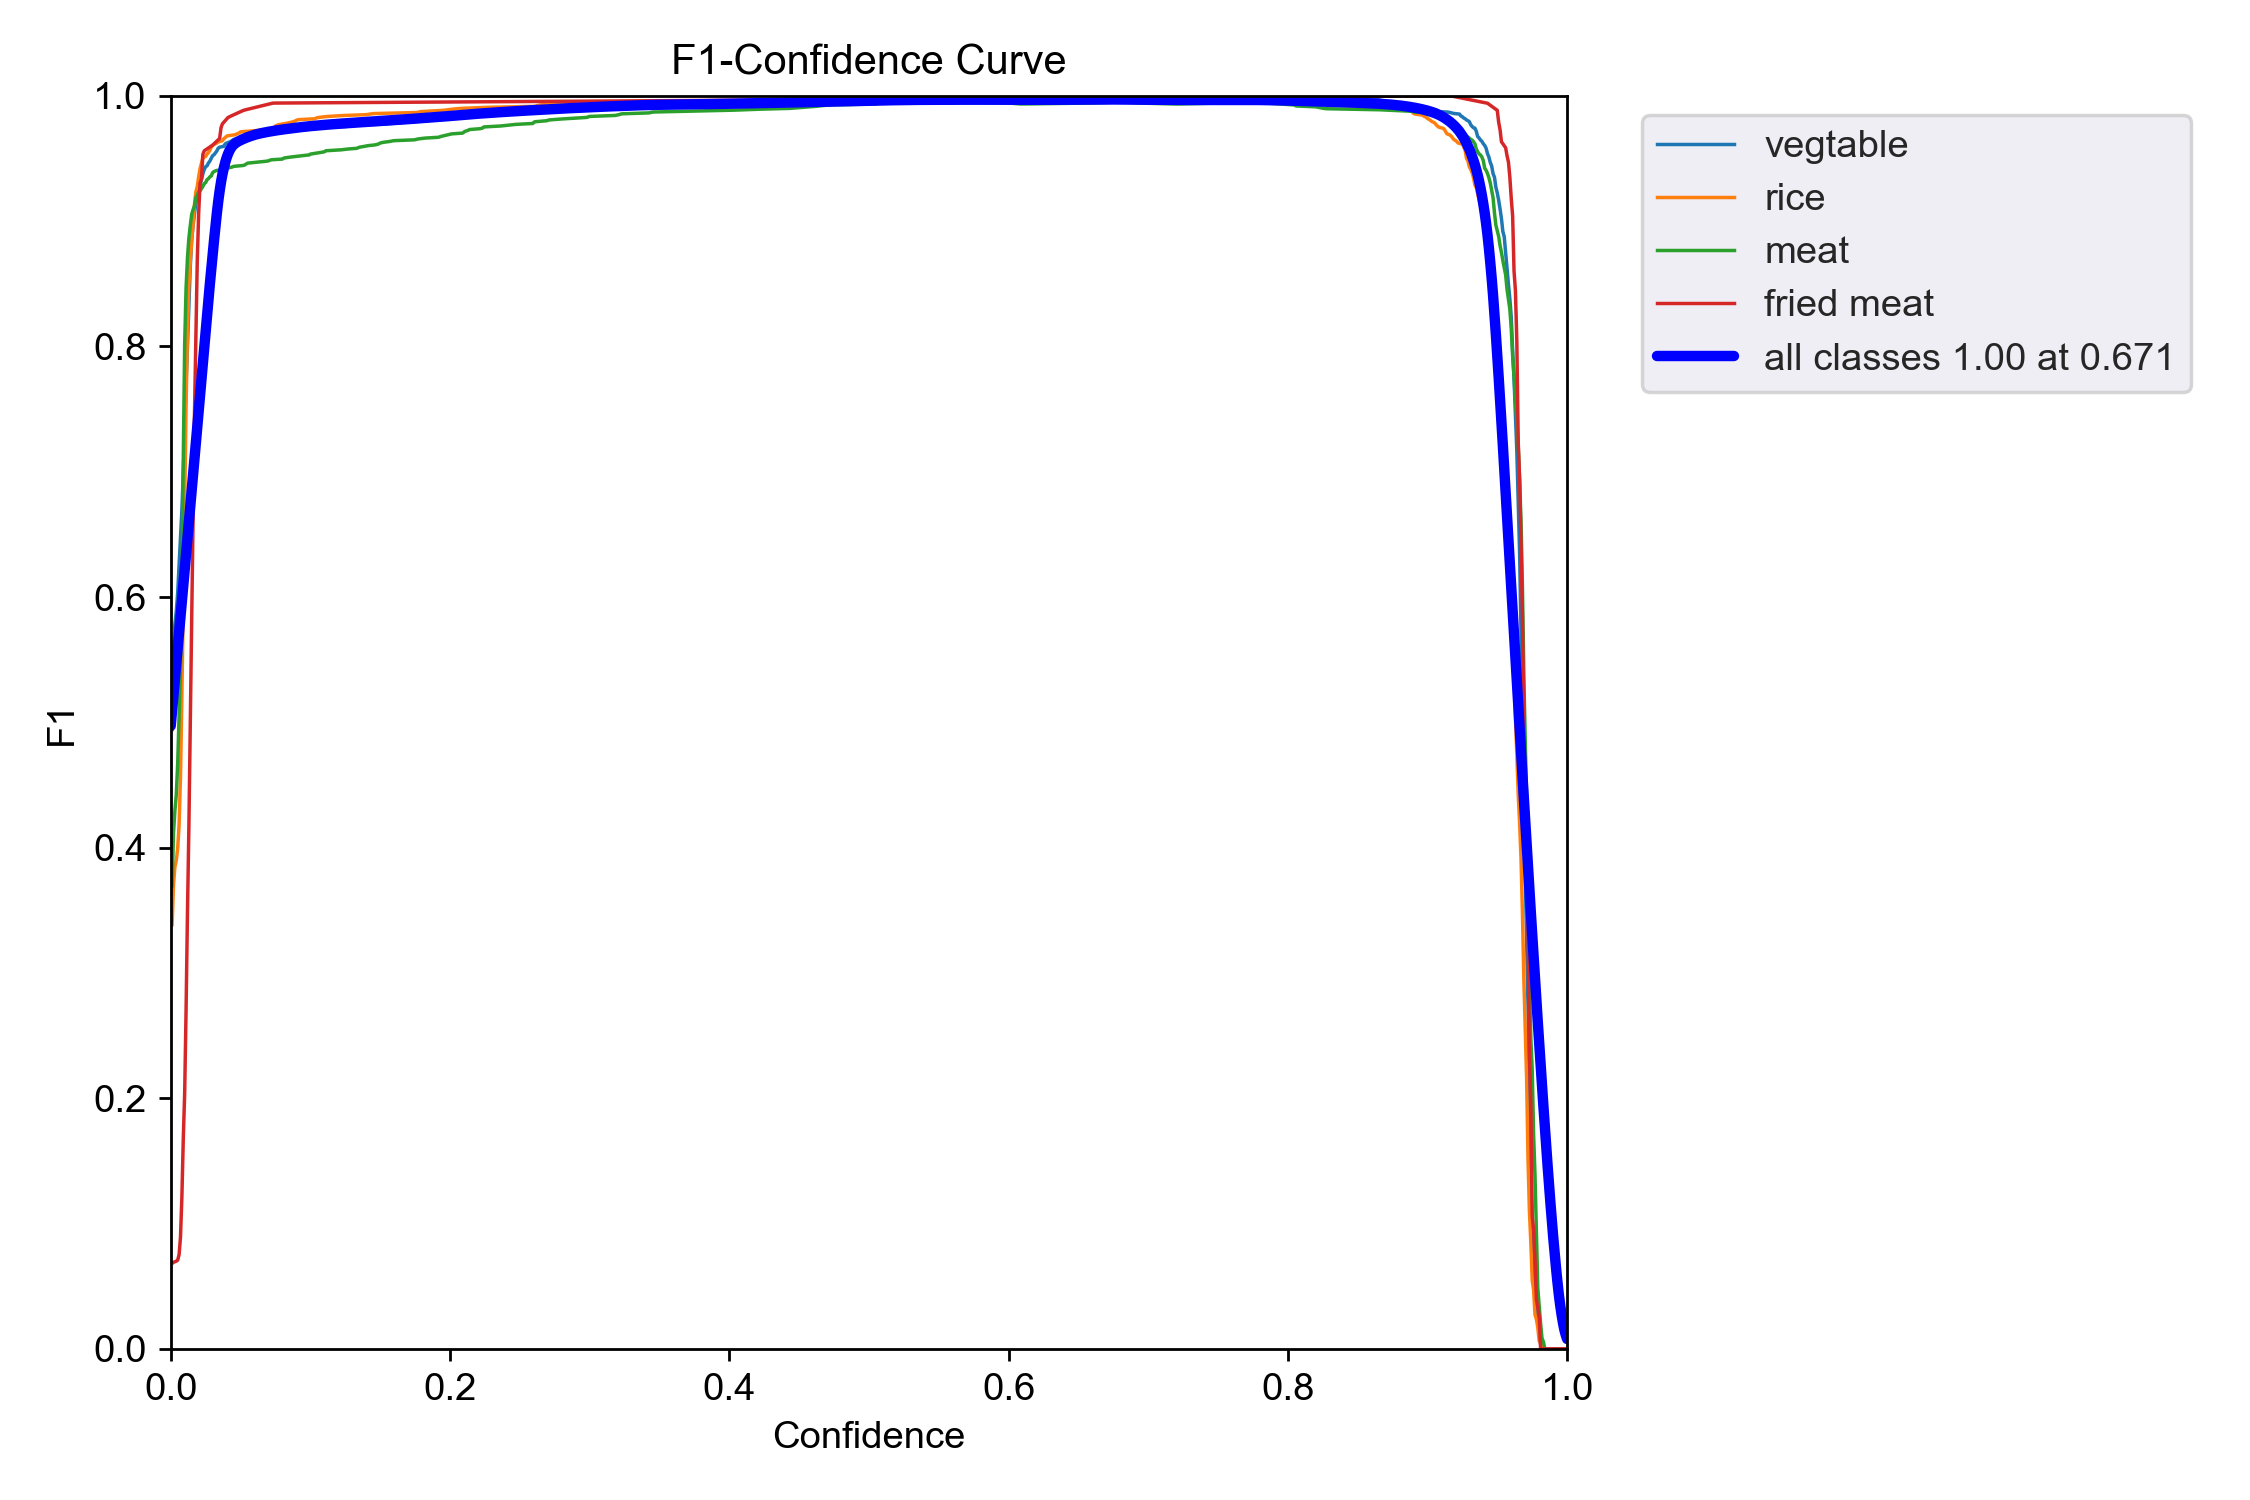 F1-Confidence Curve
1.0
0.8
0.6
0.4
0.2
0.0
F1
0.0 0.2 0.4 0.6 0.8 1.0
Confidence
vegtable
rice
meat
fried meat
all classes 1.00 at 0.671